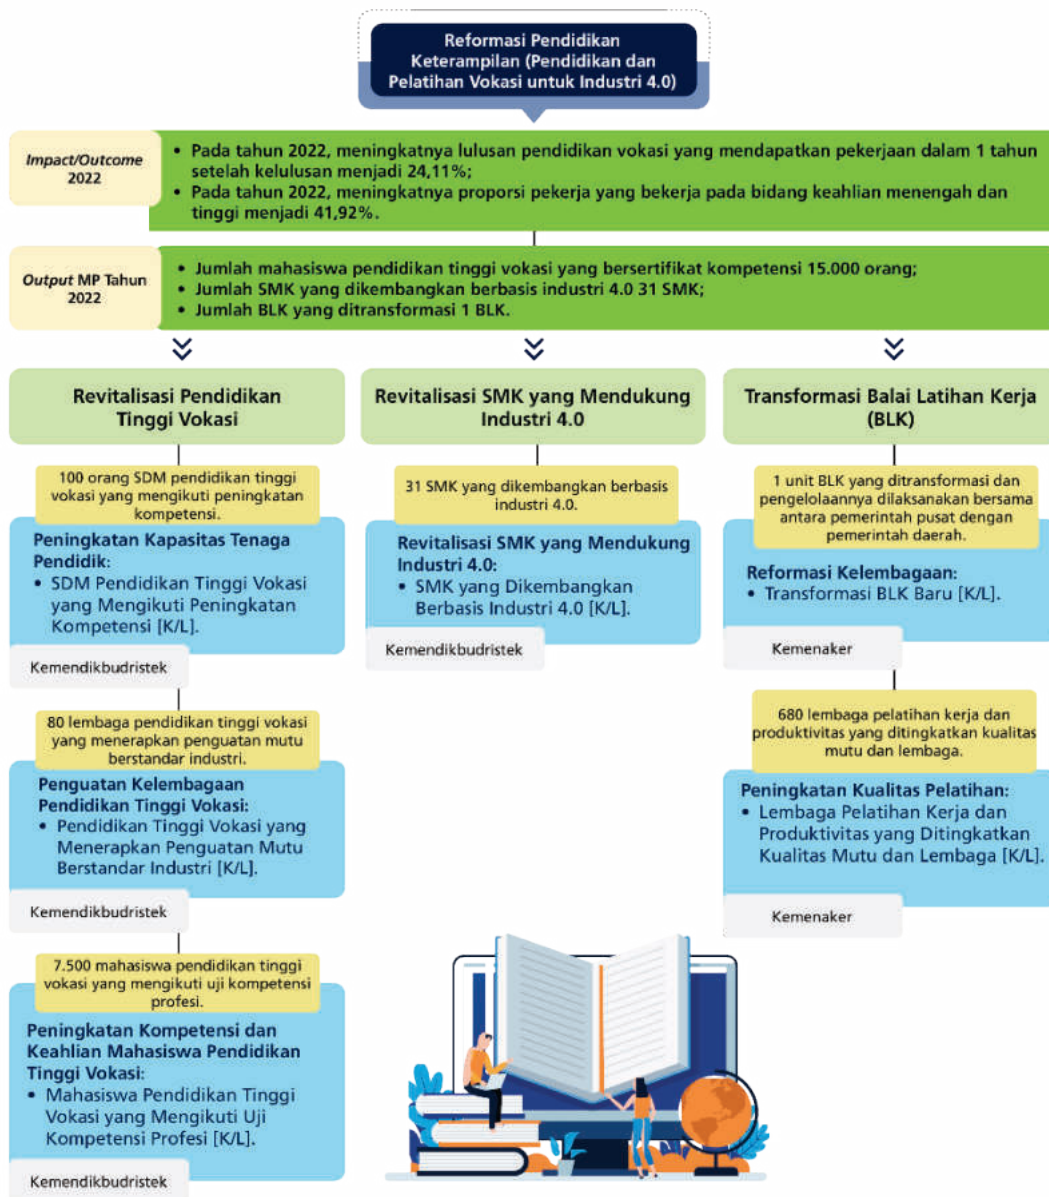 Reformasi Pendidikan
Keterampilan (Pendidikan dan
Pelatihan Vokasi untuk Industri 4.0)
Impact/Outcome
2022
• Pada tahun 2022, meningkatnya lulusan pendidikan vokasi yang mendapatkan pekerjaan dalam 1 tahun
setelah kelulusan menjadi 24,11%;
• Pada tahun 2022, meningkatnya proporsi pekerja yang bekerja pada bidang keahlian menengah dan
tinggi menjadi 41,92%.
Output MP Tahun
2022
• Jumlah mahasiswa pendidikan tinggi vokasi yang bersertifikat kompetensi 15.000 orang;
• Jumlah SMK yang dikembangkan berbasis industri 4.0 31 SMK;
• Jumlah BLK yang ditransformasi 1 BLK.
Revitalisasi Pendidikan
Tinggi Vokasi
100 orang SDM pendidikan tinggi
vokasi yang mengikuti peningkatan
kompetensi.
Peningkatan Kapasitas Tenaga
Pendidik:
• SDM Pendidikan Tinggi Vokasi
yang Mengikuti Peningkatan
Kompetensi [K/L].
Kemendikbudristek
80 lembaga pendidikan tinggi vokasi
yang menerapkan penguatan mutu
berstandar industri.
Penguatan Kelembagaan
Pendidikan Tinggi Vokasi:
• Pendidikan Tinggi Vokasi yang
Menerapkan Penguatan Mutu
Berstandar Industri [K/L].
Kemendikbudristek
7.500 mahasiswa pendidikan tinggi
vokasi yang mengikuti uji kompetensi
profesi.
Peningkatan Kompetensi dan
Keahlian Mahasiswa Pendidikan
Tinggi Vokasi:
• Mahasiswa Pendidikan Tinggi
Vokasi yang Mengikuti Uji
Kompetensi Profesi [K/L].
Kemendikbudristek
Revitalisasi SMK yang Mendukung
Industri 4.0
31 SMK yang dikembangkan berbasis
industri 4.0.
Revitalisasi SMK yang Mendukung
Industri 4.0:
• SMK yang Dikembangkan
Berbasis Industri 4.0 [K/L].
Kemendikbudristek
Transformasi Balai Latihan Kerja
(BLK)
1 unit BLK yang ditransformasi dan
pengelolaannya dilaksanakan bersama
antara pemerintah pusat dengan
pemerintah daerah.
Reformasi Kelembagaan:
• Transformasi BLK Baru [K/L].
Kemenaker
680 lembaga pelatihan kerja dan
produktivitas yang ditingkatkan kualitas
mutu dan lembaga.
Peningkatan Kualitas Pelatihan:
• Lembaga Pelatihan Kerja dan
Produktivitas yang Ditingkatkan
Kualitas Mutu dan Lembaga [K/L].
Kemenaker